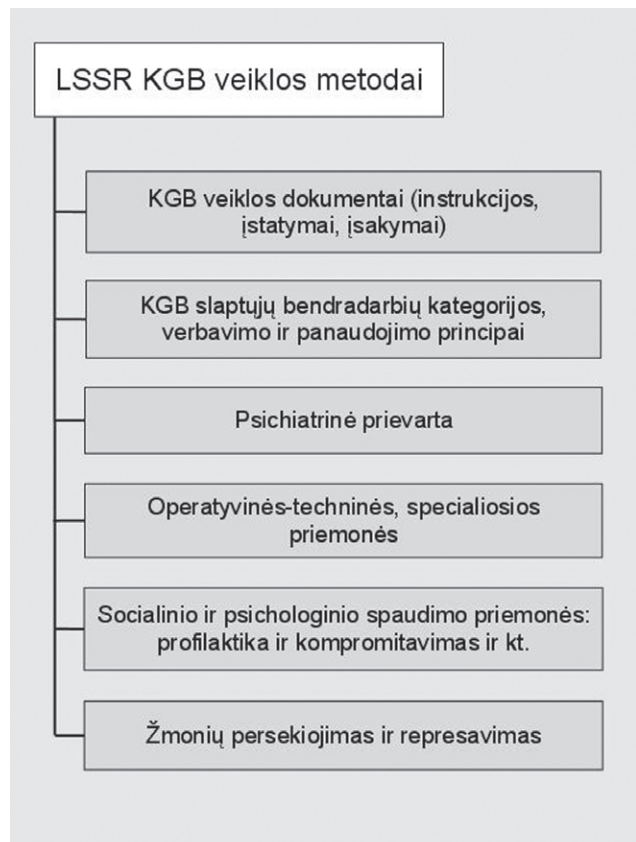 LSSR KGB veiklos metodai
KGB veiklos dokumentai (instrukcijos,
įstatymai, įsakymai)
KGB slaptųjų bendradarbių kategorijos,
verbavimo ir panaudojimo principai
Psichiatrinė prievarta
Operatyvinės-techninės, specialiosios
priemonės
Socialinio ir psichologinio spaudimo priemonės:
profilaktika ir kompromitavimas ir kt.
Žmonių persekiojimas ir represavimas